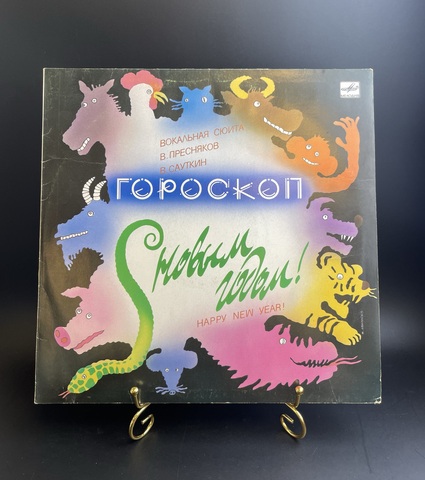 ВОКАЛЬНАЯ СЮИТА
В. ПРЕСНЯКОВ
В. САУТКИН
ГОРОСКОП
С новым годом!
HAPPY NEW YEAR!